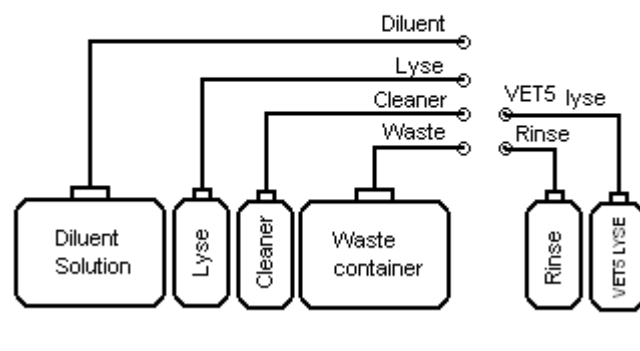 Diluent
Lyse
Cleaner
VET5 lyse
Waste
Rinse
Diluent
Solution
Lyse
Cleaner
Waste
container
Rinse
VET5 LYSE